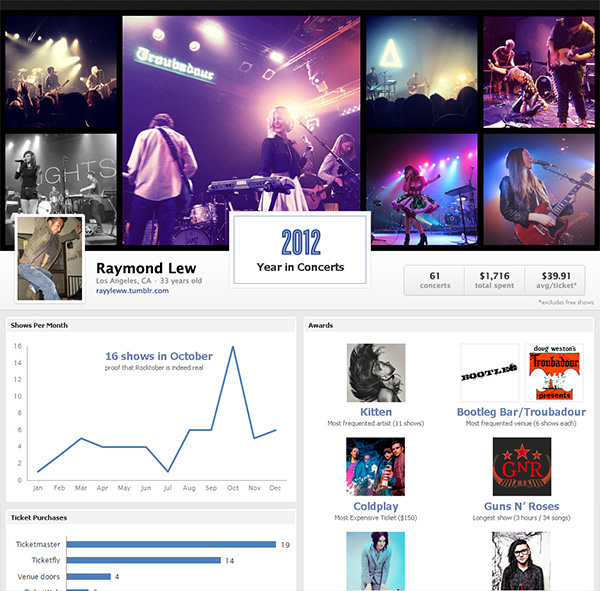 Troubadour
GHTS
2012
Year in Concerts
Raymond Lew
Los Angeles, CA · 33 years old
rayyleww.tumblr.com
61
concerts
$1,716
total spent
$39.91
avg/ticket*
*excludes free shows
Shows Per Month
16 shows in October
proof that Rocktober is indeed real
16
14
12
10
8
6
4
2
0
Jan Feb Mar Apr May Jun Jul Aug Sep Oct Nov Dec
Ticket Purchases
Ticketmaster 19
Ticketfly 14
Venue doors 4
Awards
Kitten
Most frequented artist (11 shows)
BOOTLEG
doug weston's
Troubadour
presents
Bootleg Bar/Troubadour
Most frequented venue (6 shows each)
Coldplay
Most Expensive Ticket ($150)
GNR
Guns N' Roses
Longest show (3 hours / 34 songs)